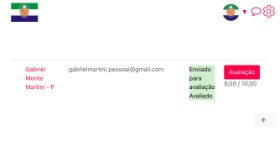 Gabriel
Monte
Martini - P
gabrielmartini.pessoal@gmail.com
Enviado
para
avaliação
Avaliado
Avaliação
9,00 / 10,00